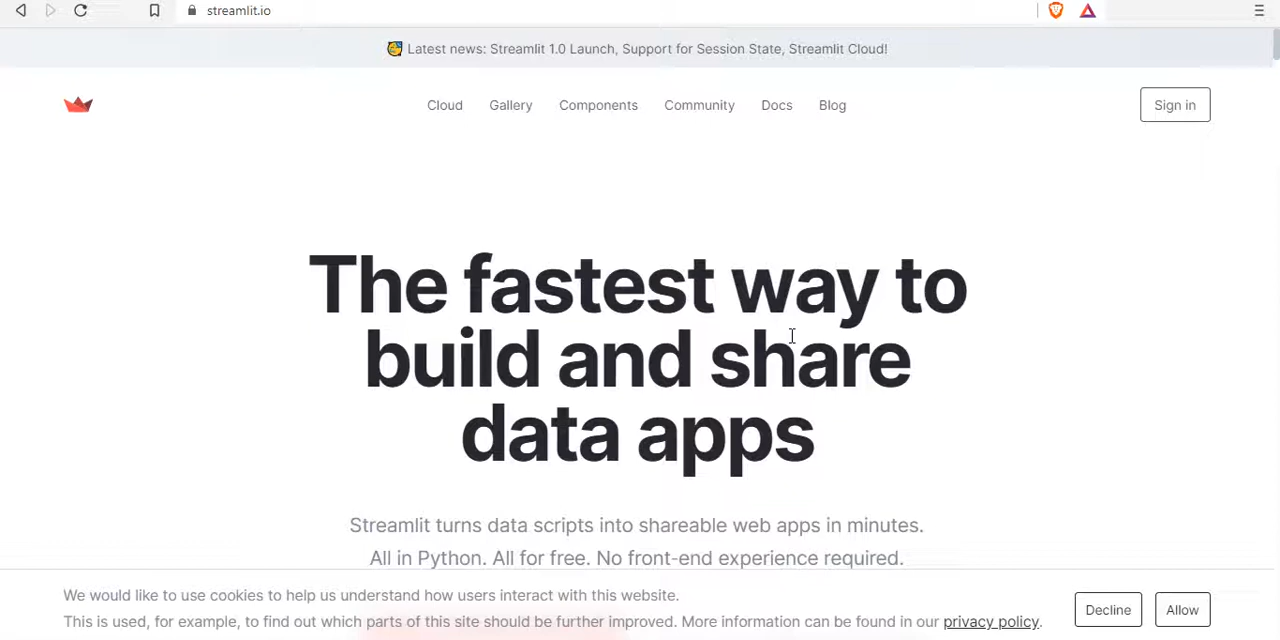 streamlit.io
Latest news: Streamlit 1.0 Launch, Support for Session State, Streamlit Cloud!
Cloud Gallery Components Community Docs Blog Sign in
The fastest way to
build and share
data apps
Streamlit turns data scripts into shareable web apps in minutes.
All in Python. All for free. No front-end experience required.
We would like to use cookies to help us understand how users interact with this website.
This is used, for example, to find out which parts of this site should be further improved. More information can be found in our privacy policy.
Decline Allow